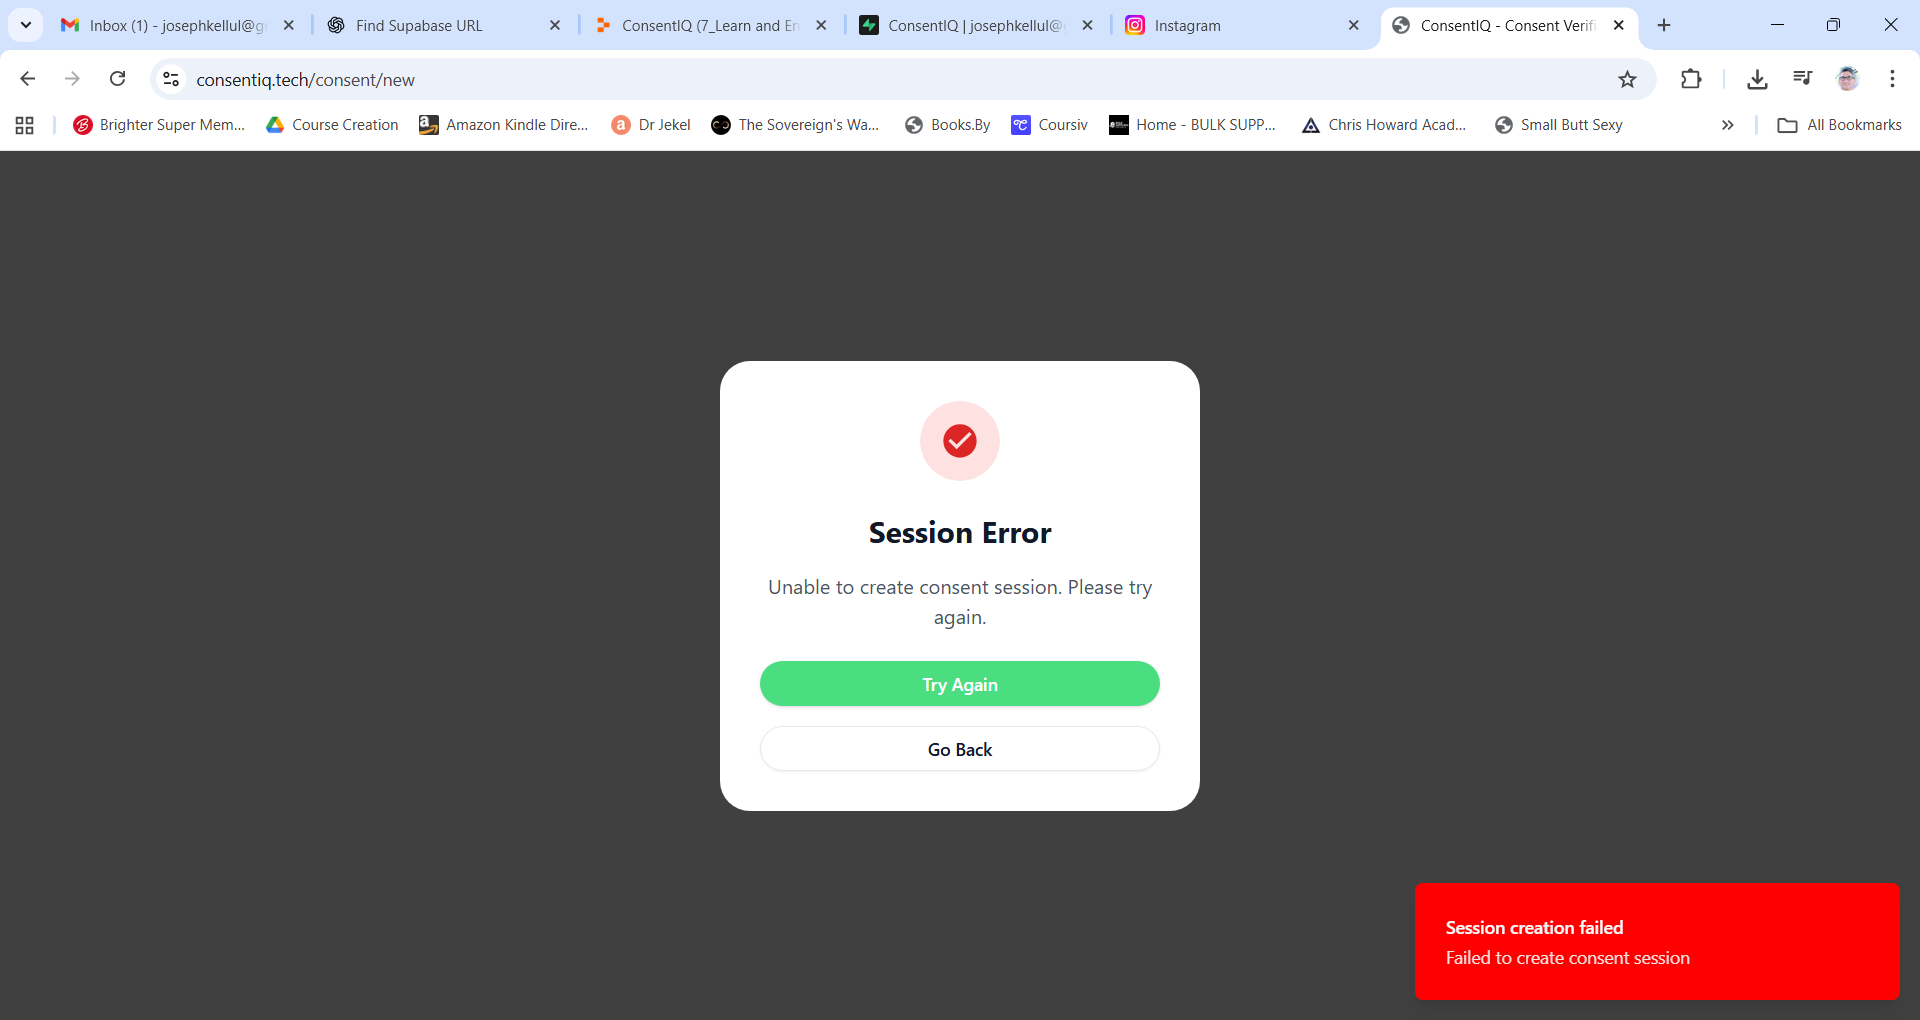 Inbox (1) - josephkellul@g
Find Supabase URL
ConsentIQ (7_Learn and En
ConsentIQ | josephkellul@
Instagram
ConsentIQ - Consent Verifi
consentiq.tech/consent/new
Brighter Super Mem...
Course Creation
Amazon Kindle Dire...
Dr Jekel
The Sovereign's Wa...
Books.By
Coursiv
Home - BULK SUPP...
Chris Howard Acad...
Small Butt Sexy
All Bookmarks
Session Error
Unable to create consent session. Please try
again.
Try Again
Go Back
Session creation failed
Failed to create consent session